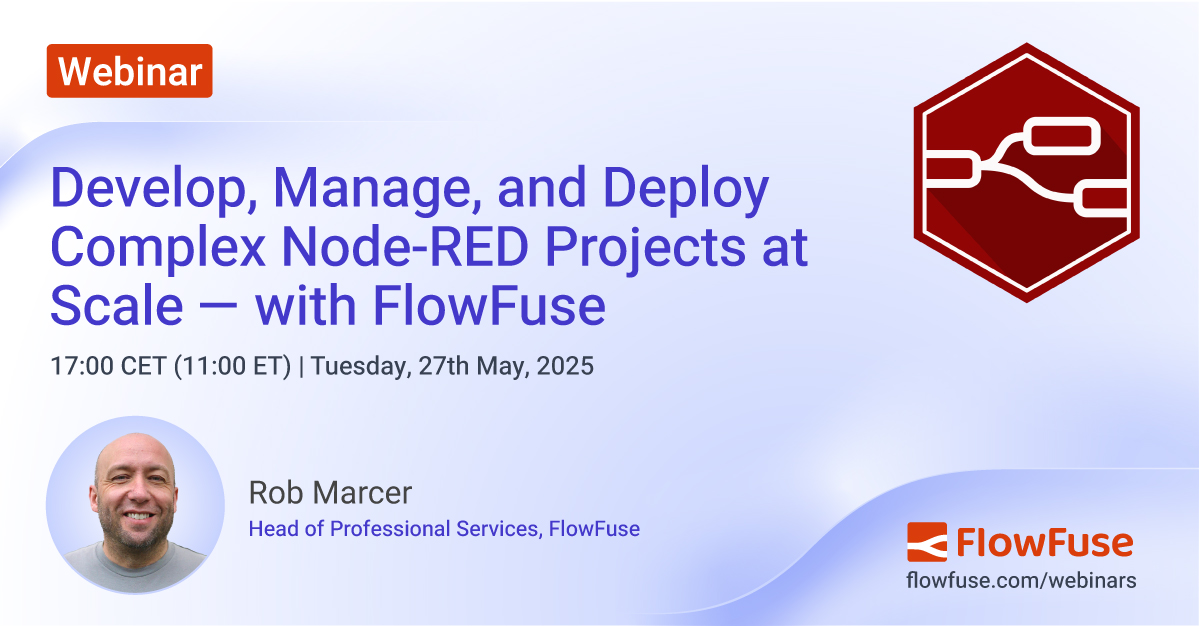 Webinar
Develop, Manage, and Deploy
Complex Node-RED Projects at
Scale — with FlowFuse
17:00 CET (11:00 ET) | Tuesday, 27th May, 2025
Rob Marcer
Head of Professional Services, FlowFuse
FlowFuse
flowfuse.com/webinars